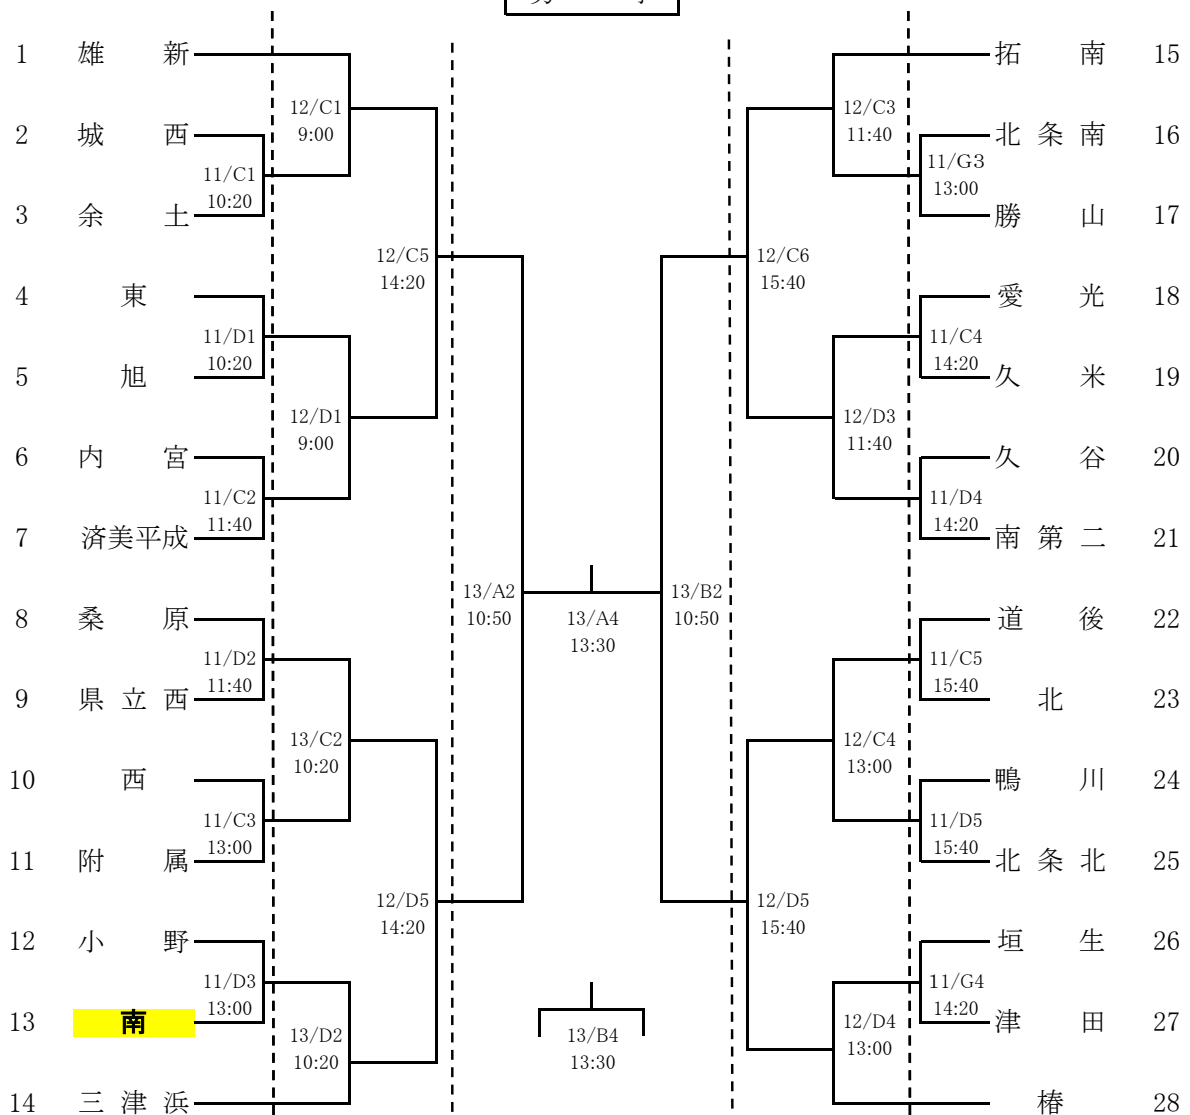 1 雄新 拓南 15
12/C1 12/C3
9:00 11:40
2 城西 北条南 16
11/C1 11/G3
10:20 13:00
3 余土 勝山 17
12/C5 12/C6
14:20 15:40
4 東 愛光 18
11/D1 11/C4
10:20 14:20
5 旭 久米 19
12/D1 12/D3
9:00 11:40
6 内宮 久谷 20
11/C2 11/D4
11:40 14:20
7 済美平成 南第二 21
13/A2 13/B2
10:50 13/A4 10:50
13:30
8 桑原 道後 22
11/D2 11/C5
11:40 15:40
9 県立西 北 23
13/C2 12/C4
10:20 13:00
10 西 鴨川 24
11/C3 11/D5
13:00 15:40
11 附属 北条北 25
12/D5 12/D5
14:20 15:40
12 小野 垣生 26
11/D3 11/G4
13:00 14:20
13 南 津田 27
13/D2 13/B4 12/D4
10:20 13:30 13:00
14 三津浜 椿 28